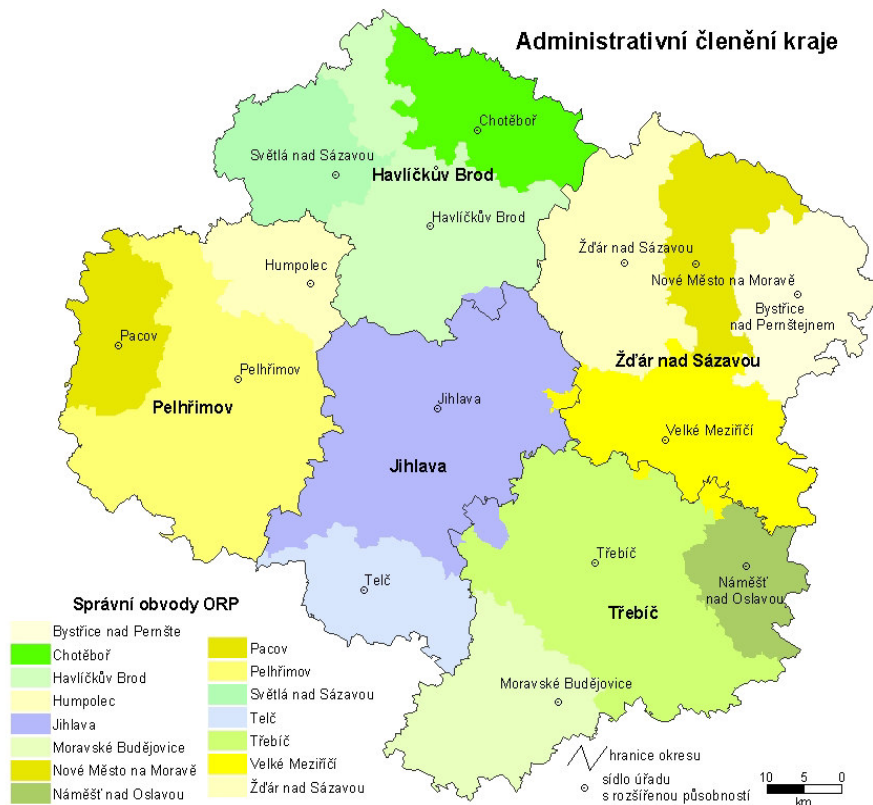 Administrativní členění kraje
Chotěboř
Světlá nad Sázavou
Havlíčkův Brod
Havlíčkův Brod
Žďár nad Sázavou
Humpolec
Nové Město na Moravě
Bystřice
nad Pernštejnem
Pacov
Pelhřimov
Žďár nad Sázavou
Pelhřimov
Jihlava
Velké Meziříčí
Jihlava
Třebíč
Telč
Náměšť
nad Oslavou
Třebíč
Moravské Budějovice
Správní obvody ORP
Bystřice nad Pernšte
Chotěboř
Havlíčkův Brod
Humpolec
Jihlava
Moravské Budějovice
Nové Město na Moravě
Náměšť nad Oslavou
Pacov
Pelhřimov
Světlá nad Sázavou
Telč
Třebíč
Velké Meziříčí
Žďár nad Sázavou
hranice okresu
sídlo úřadu
s rozšířenou působností
10 5 0
km